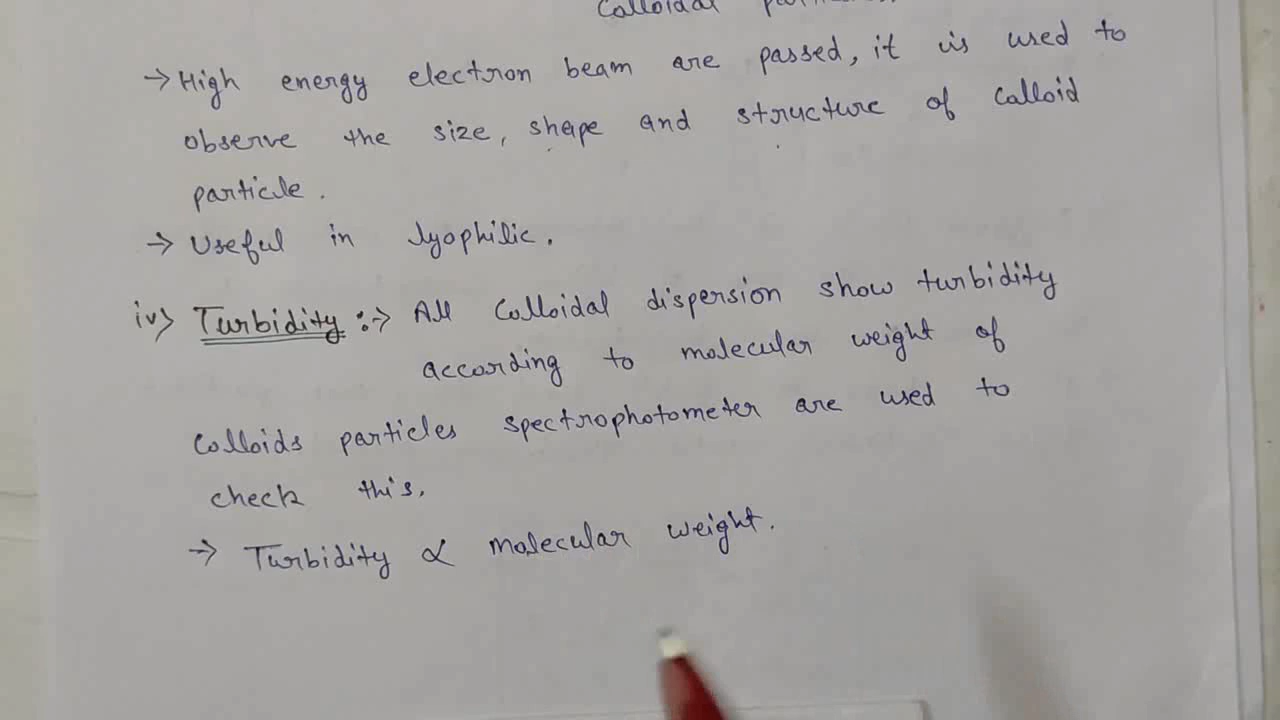 Colloidal
→ High energy electron beam are passed, it is used to
observe the size, shape and structure of colloid
particle.
→ Useful in lyophilic.
iv) Turbidity :→ All Colloidal dispersion show turbidity
according to molecular weight of
Colloids particles spectrophotometer are used to
check this.
→ Turbidity ∝ molecular weight.